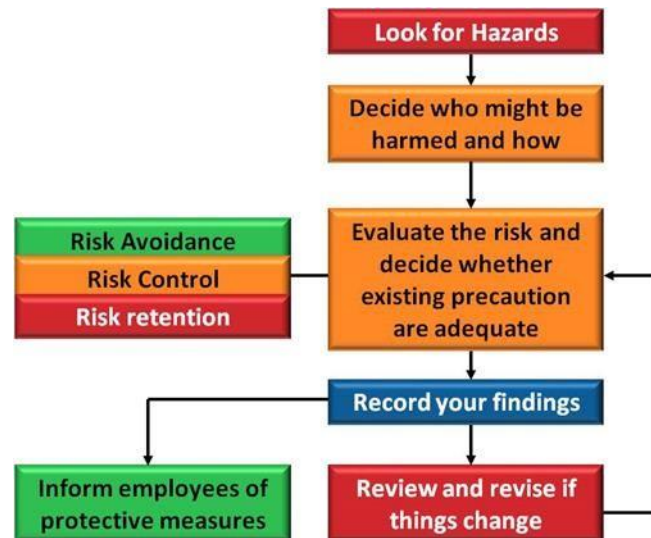 Look for Hazards
Decide who might be
harmed and how
Risk Avoidance
Risk Control
Risk retention
Evaluate the risk and
decide whether
existing precaution
are adequate
Record your findings
Inform employees of
protective measures
Review and revise if
things change